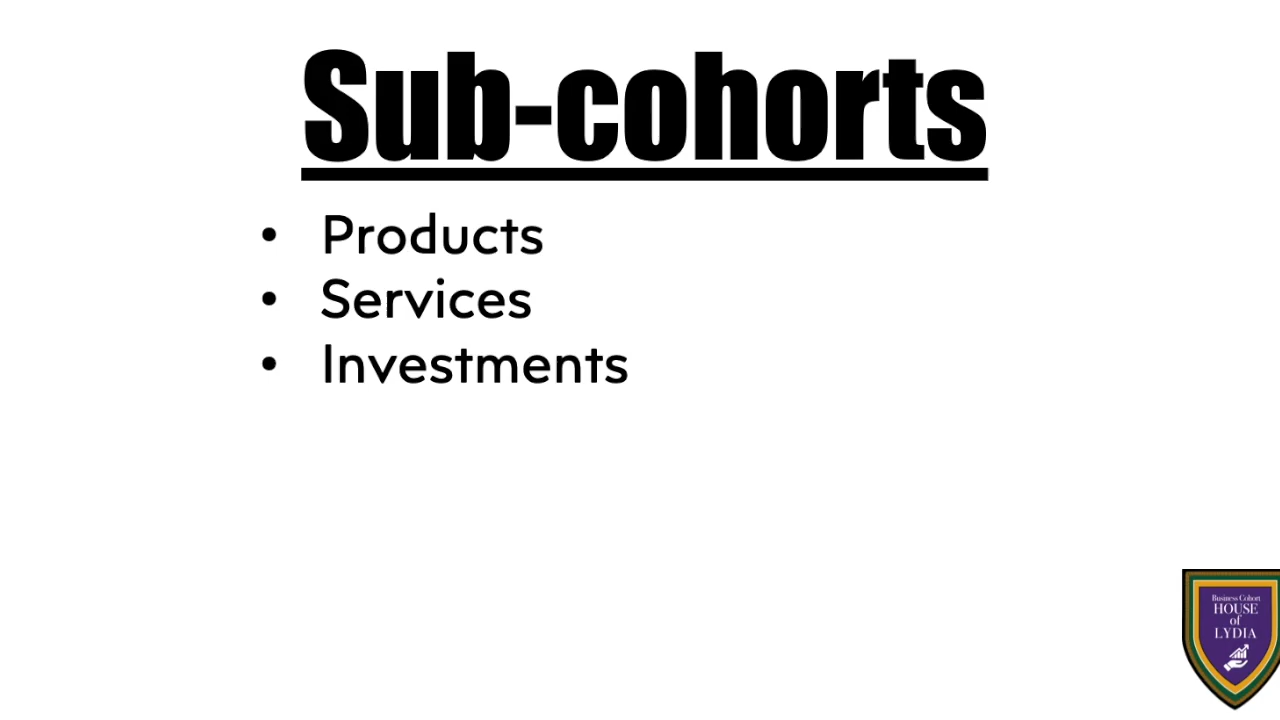 Sub-cohorts
• Products
• Services
• Investments
Business Cohort
HOUSE
of
LYDIA